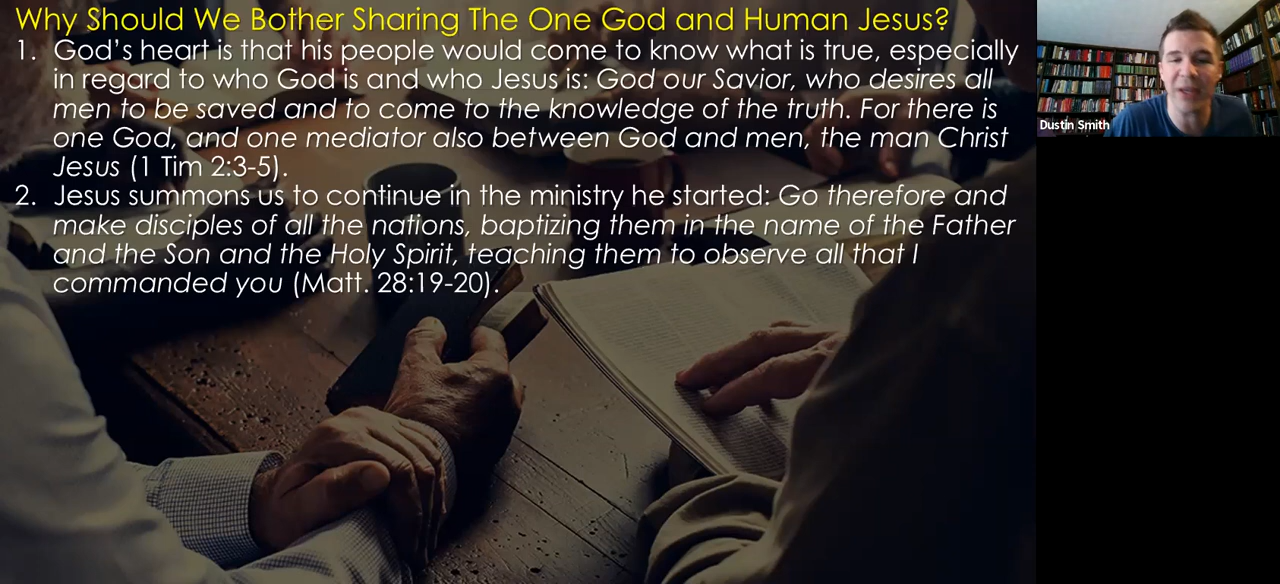 Why Should We Bother Sharing The One God and Human Jesus?
1. God’s heart is that his people would come to know what is true, especially
in regard to who God is and who Jesus is: God our Savior, who desires all
men to be saved and to come to the knowledge of the truth. For there is
one God, and one mediator also between God and men, the man Christ
Jesus (1 Tim 2:3-5).
2. Jesus summons us to continue in the ministry he started: Go therefore and
make disciples of all the nations, baptizing them in the name of the Father
and the Son and the Holy Spirit, teaching them to observe all that I
commanded you (Matt. 28:19-20).
Dustin Smith